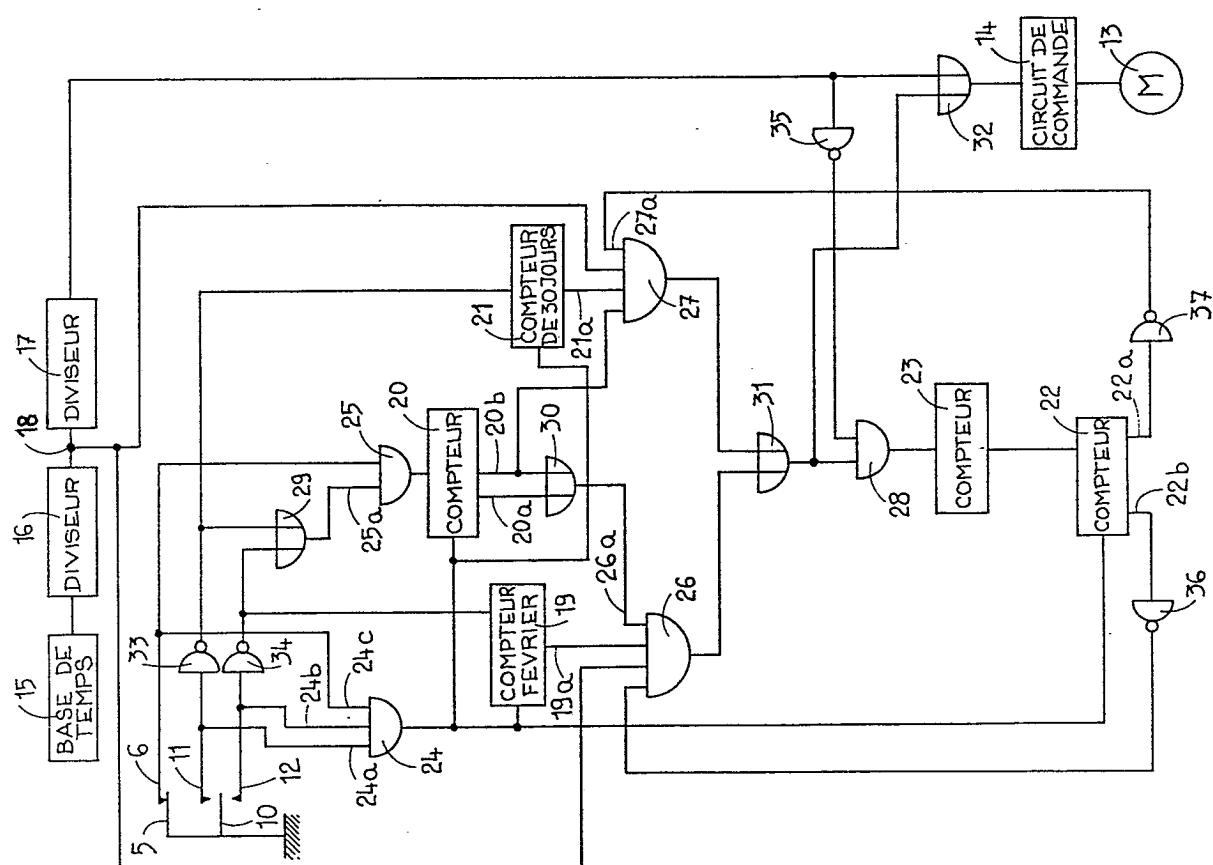 15
BASE DE
TEMPS
16
DIVISEUR
18
17
DIVISEUR
6
5
11
10
12
33
34
29
25a
25
24a
24b
24c
24
COMPTEUR
FÉVRIER
19
19a
20
COMPTEUR
20a
20b
30
21
COMPTEUR
DE 30 JOURS
21a
26a
26
27a
27
35
32
14
CIRCUIT DE
COMMANDE
13
M
31
28
23
COMPTEUR
22
COMPTEUR
22a
22b
36
37